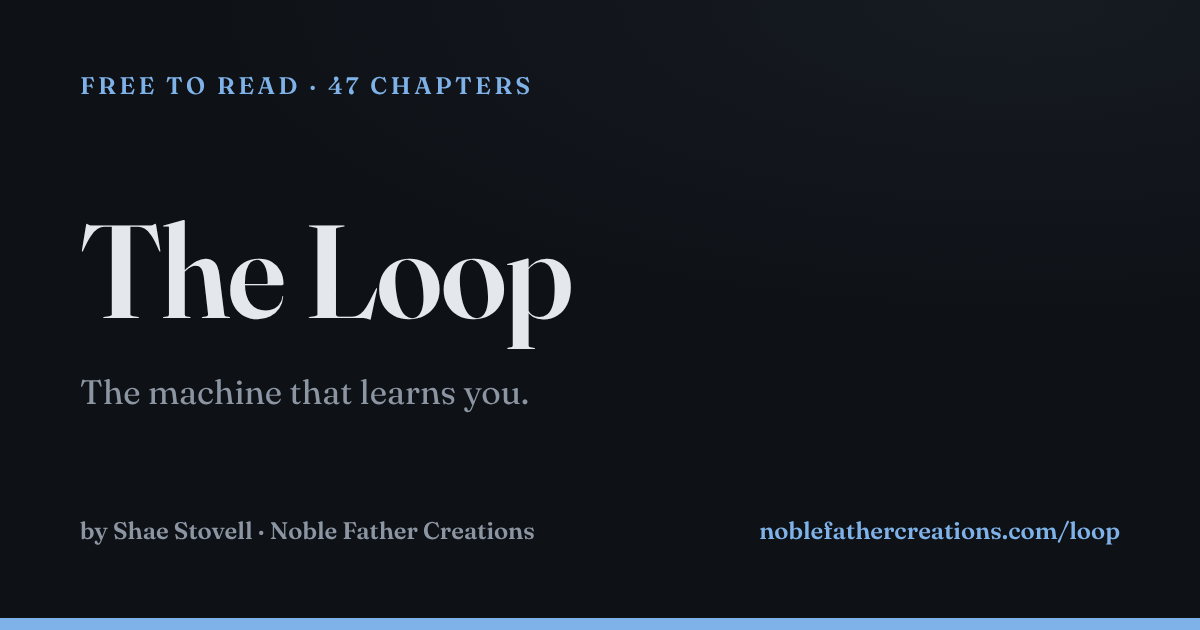 FREE TO READ · 47 CHAPTERS
The Loop
The machine that learns you.
by Shae Stovell · Noble Father Creations
noblefathercreations.com/loop